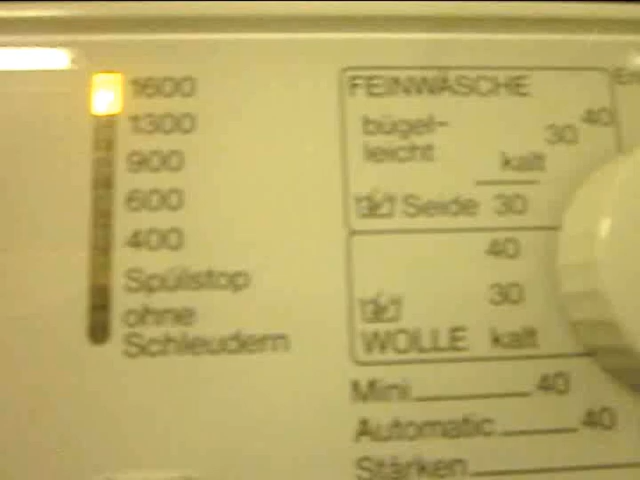 1600
1300
900
600
400
Spülstop
ohne
Schleudern
FEINWÄSCHE
bügel-
leicht
30 40
kalt
Seide 30
40
30
WOLLE kalt
Mini 40
Automatic 40
Stärken